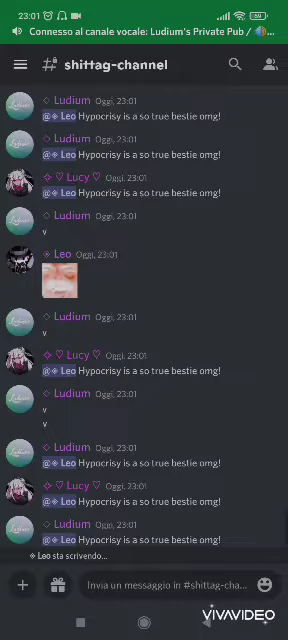 23:01
59
Connesso al canale vocale: Ludium's Private Pub /
shittag-channel
Ludium Oggi, 23:01
@Leo Hypocrisy is a so true bestie omg!
Ludium Oggi, 23:01
@Leo Hypocrisy is a so true bestie omg!
Lucy Oggi, 23:01
@Leo Hypocrisy is a so true bestie omg!
Ludium Oggi, 23:01
v
Leo Oggi, 23:01
Ludium Oggi, 23:01
v
Lucy Oggi, 23:01
@Leo Hypocrisy is a so true bestie omg!
Ludium Oggi, 23:01
v
v
Ludium Oggi, 23:01
@Leo Hypocrisy is a so true bestie omg!
Lucy Oggi, 23:01
@Leo Hypocrisy is a so true bestie omg!
Ludium Oggi, 23:01
@Leo Hypocrisy is a so true bestie omg!
Leo sta scrivendo...
Invia un messaggio in #shittag-cha...
VIVAVIDEO